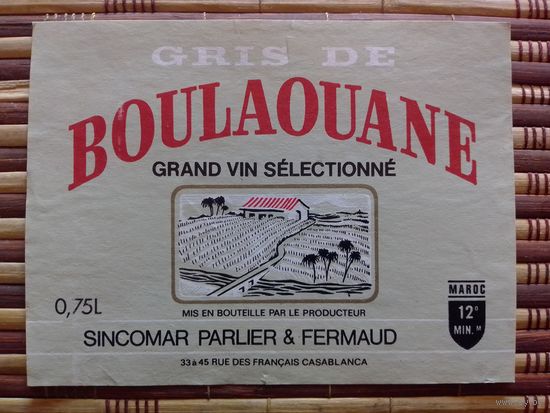 GRIS DE
BOULAOUANE
GRAND VIN SÉLECTIONNÉ
0,75L
MIS EN BOUTEILLE PAR LE PRODUCTEUR
MAROC
12°
MIN. M
SINCOMAR PARLIER & FERMAUD
33 à 45 RUE DES FRANÇAIS CASABLANCA